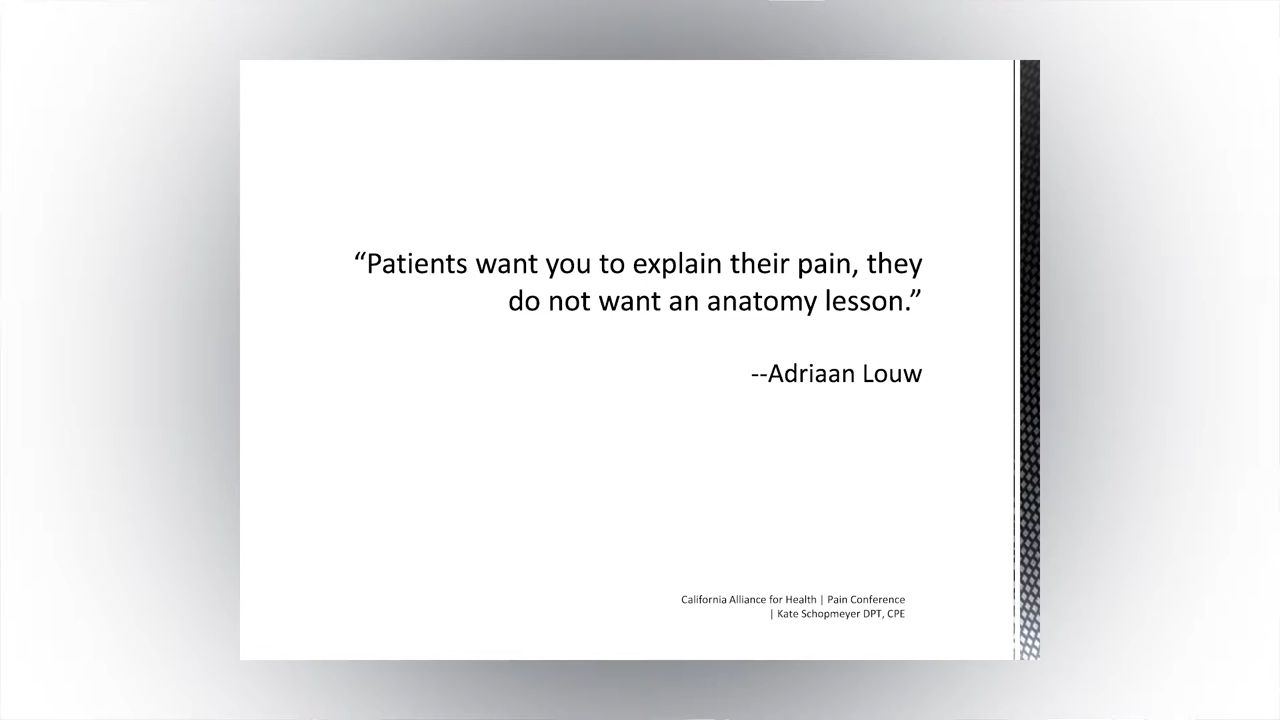 “Patients want you to explain their pain, they
do not want an anatomy lesson.”
--Adriaan Louw
California Alliance for Health | Pain Conference
| Kate Schopmeyer DPT, CPE